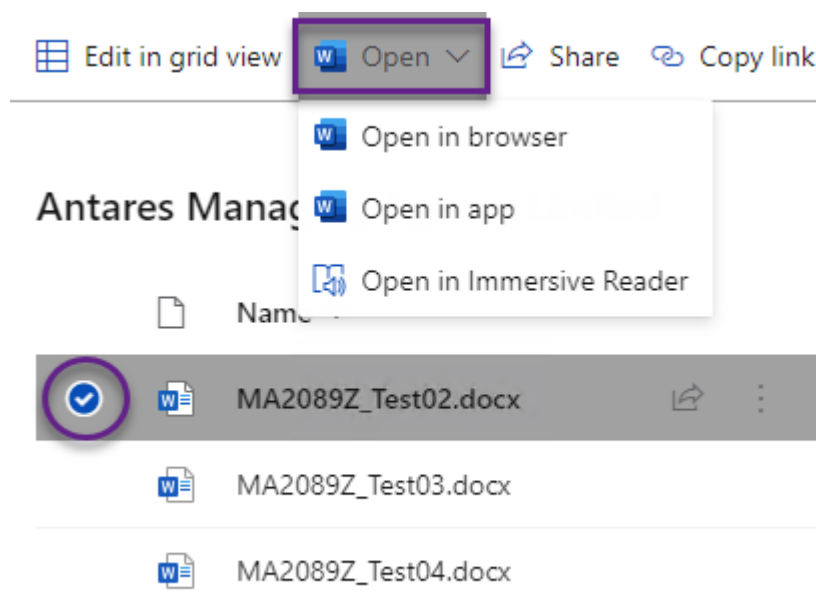 Edit in grid view Open Share Copy link
Open in browser
Antares Open in app
Open in Immersive Reader
MA2089Z_Test02.docx
MA2089Z_Test03.docx
MA2089Z_Test04.docx